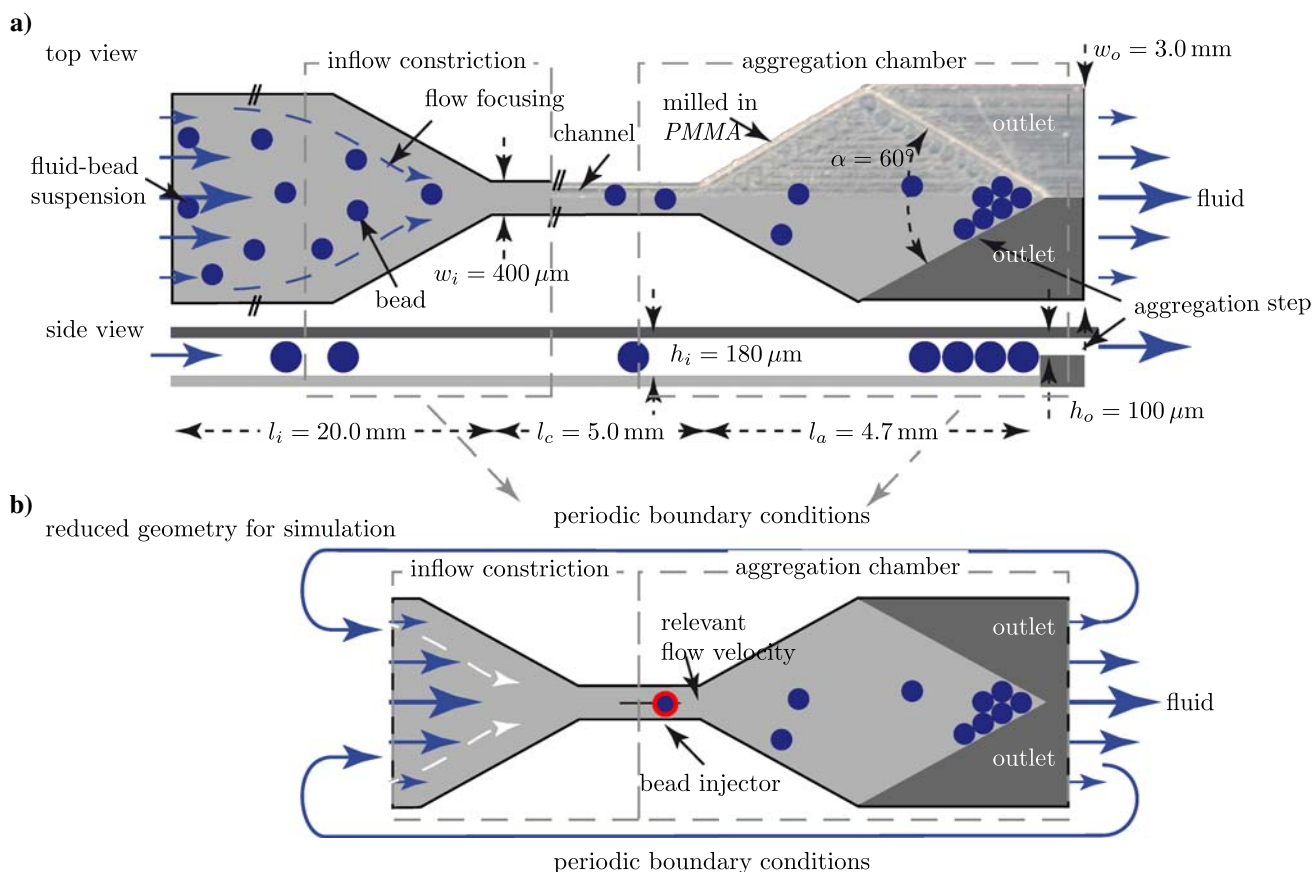 a)
top view
inflow constriction
aggregation chamber
w_o = 3.0 mm
flow focusing
milled in
PMMA
channel
outlet
α = 60°
fluid-bead
suspension
fluid
w_i = 400 μm
bead
outlet
aggregation step
side view
h_i = 180 μm
h_o = 100 μm
l_i = 20.0 mm
l_c = 5.0 mm
l_a = 4.7 mm
b)
periodic boundary conditions
reduced geometry for simulation
inflow constriction
aggregation chamber
relevant
flow velocity
outlet
fluid
outlet
bead injector
periodic boundary conditions